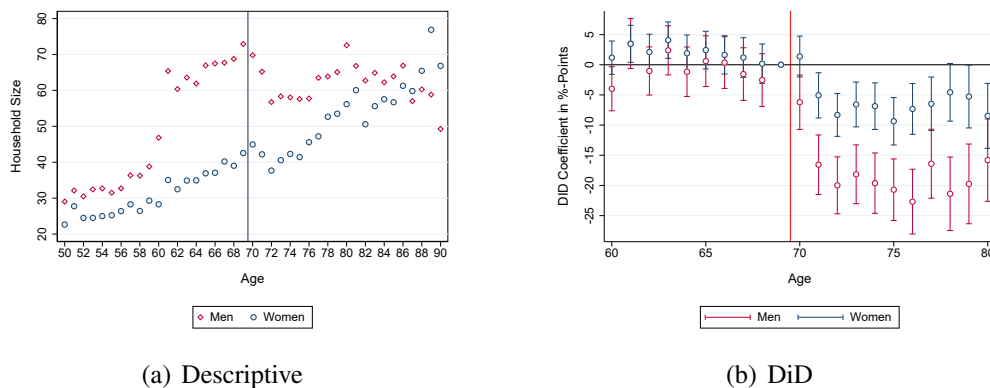 80
70
60
50
40
30
20
Household Size
50 52 54 56 58 60 62 64 66 68 70 72 74 76 78 80 82 84 86 88 90
Age
Men Women
(a) Descriptive
5
0
-5
-10
-15
-20
-25
DID Coefficient in %-Points
60 65 70 75 80
Age
Men Women
(b) DiD